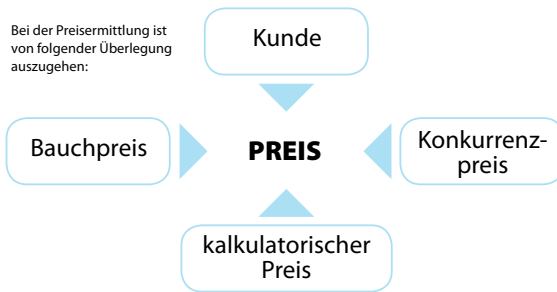 Bei der Preisermittlung ist
von folgender Überlegung
auszugehen:
Kunde
Bauchpreis
PREIS
Konkurrenz-
preis
kalkulatorischer
Preis